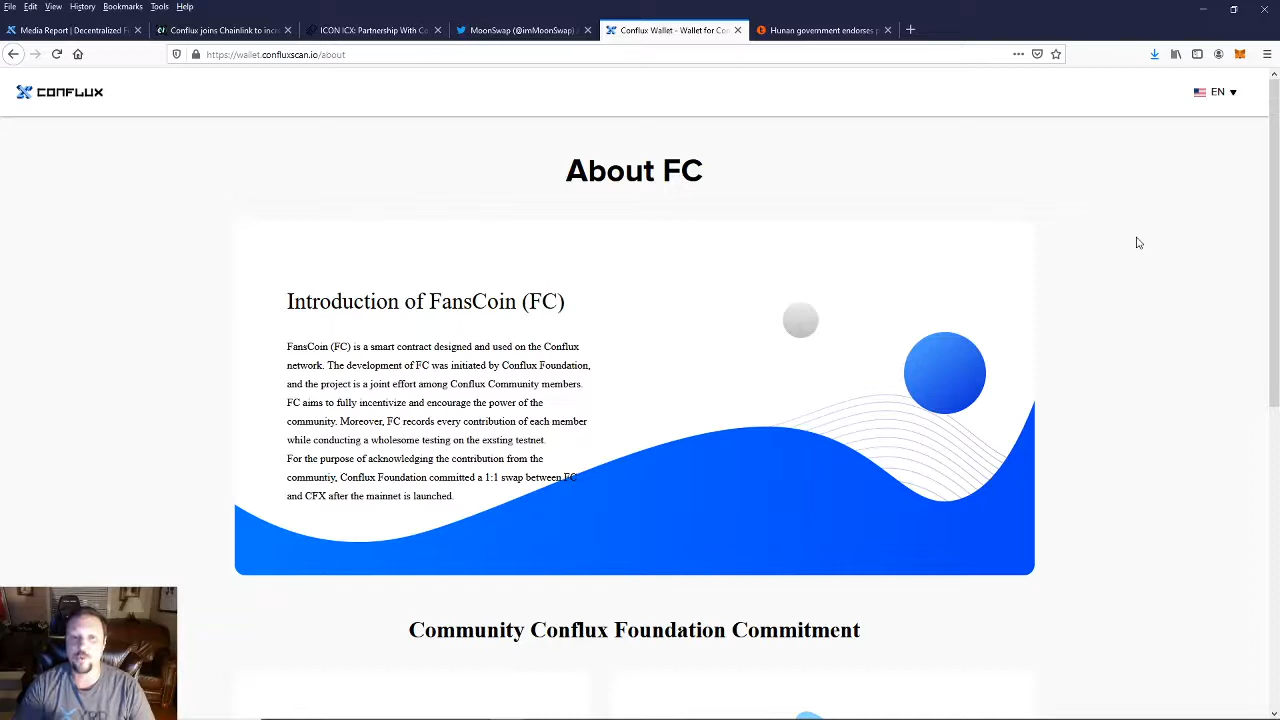 File Edit View History Bookmarks Tools Help
Media Report | Decentralized F
Conflux joins Chainlink to incr
ICON ICX: Partnership With Co
MoonSwap (@imMoonSwap)
Conflux Wallet - Wallet for Con
Hunan government endorses p
https://wallet.confluxscan.io/about
CONFLUX
EN
About FC
Introduction of FansCoin (FC)
FansCoin (FC) is a smart contract designed and used on the Conflux
network. The development of FC was initiated by Conflux Foundation,
and the project is a joint effort among Conflux Community members.
FC aims to fully incentivize and encourage the power of the
community. Moreover, FC records every contribution of each member
while conducting a wholesome testing on the exsting testnet.
For the purpose of acknowledging the contribution from the
communtiy, Conflux Foundation committed a 1:1 swap between FC
and CFX after the mainnet is launched.
Community Conflux Foundation Commitment